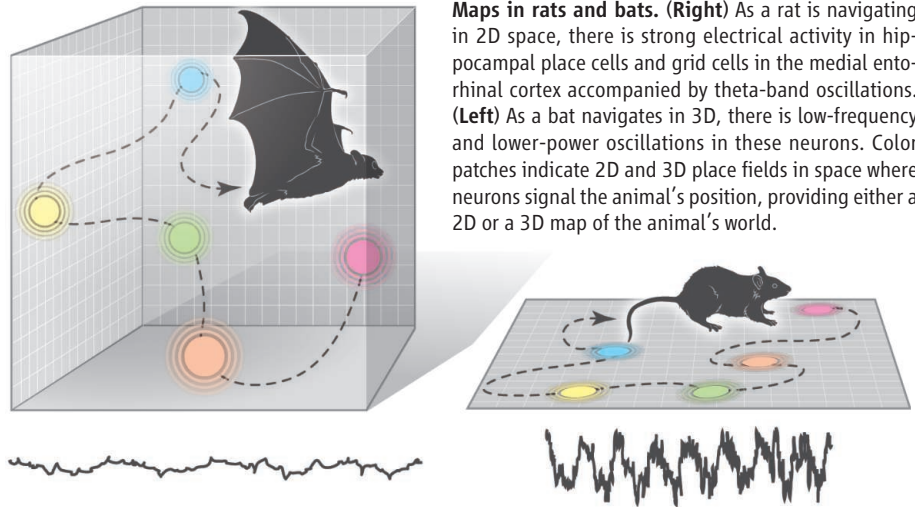 Maps in rats and bats. (Right) As a rat is navigating
in 2D space, there is strong electrical activity in hip-
pocampal place cells and grid cells in the medial ento-
rhinal cortex accompanied by theta-band oscillations.
(Left) As a bat navigates in 3D, there is low-frequency
and lower-power oscillations in these neurons. Color
patches indicate 2D and 3D place fields in space where
neurons signal the animal's position, providing either a
2D or a 3D map of the animal's world.